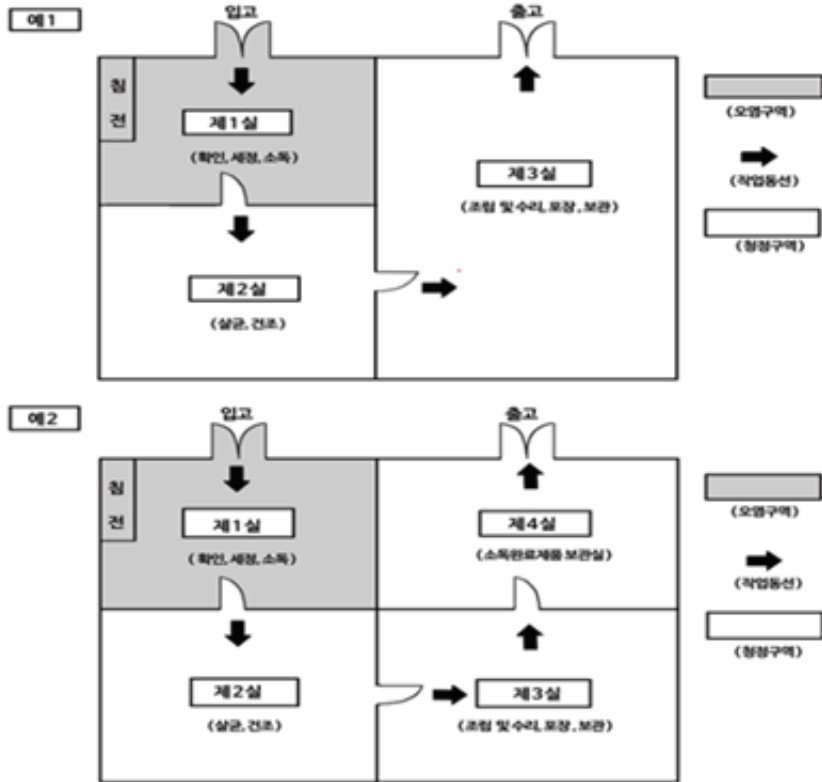 예1
입고
출고
침
전
제1실
(확인, 세정, 소독)
제2실
(살균, 건조)
제3실
(조립 및 수리, 포장, 보관)
(오염구역)
(작업동선)
(청정구역)
예2
입고
출고
침
전
제1실
(확인, 세정, 소독)
제4실
(소독완료제품 보관실)
제2실
(살균, 건조)
제3실
(조립 및 수리, 포장, 보관)
(오염구역)
(작업동선)
(청정구역)